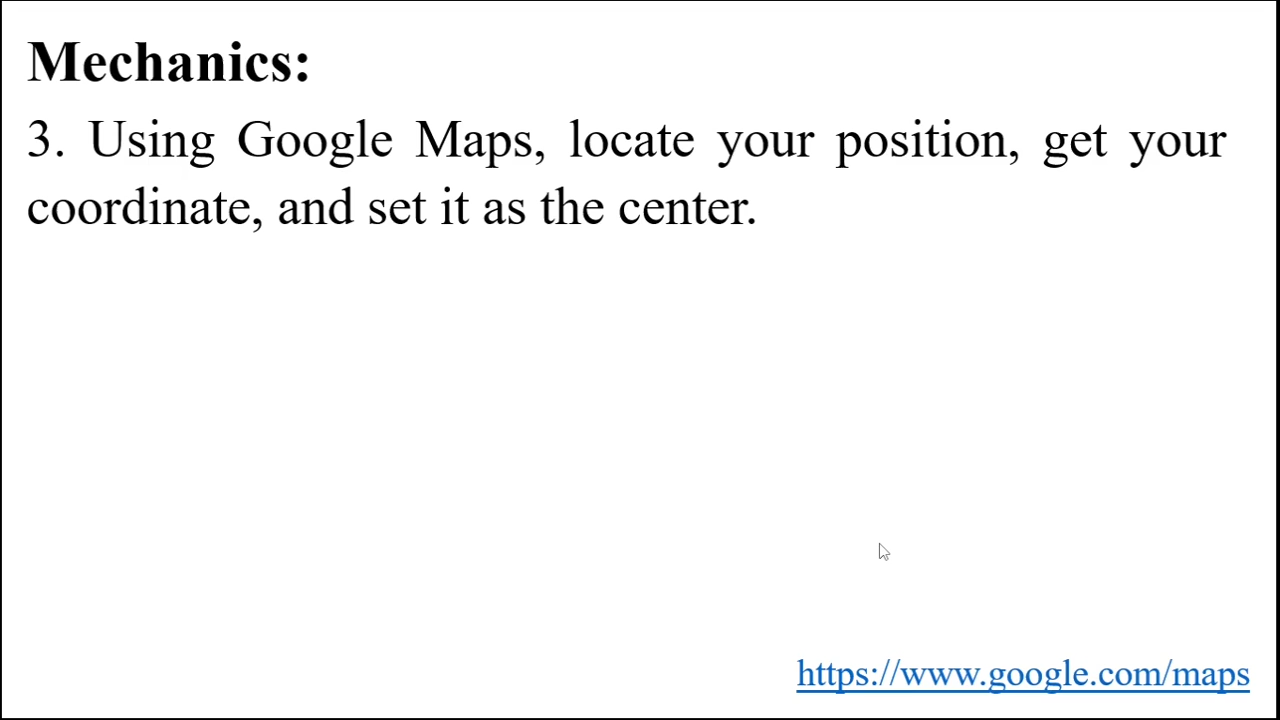 Mechanics:
3. Using Google Maps, locate your position, get your
coordinate, and set it as the center.
https://www.google.com/maps